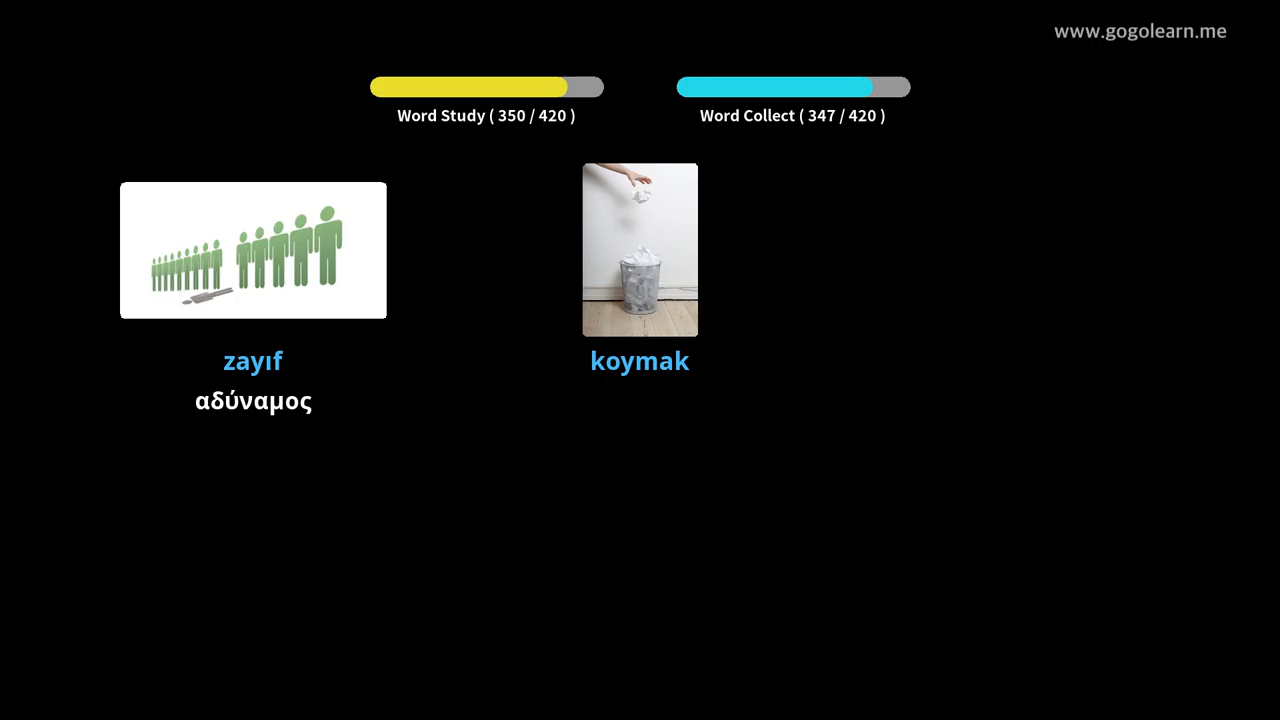 www.gogolearn.me
Word Study ( 350 / 420 )
Word Collect ( 347 / 420 )
zayıf
koymak
αδύναμος